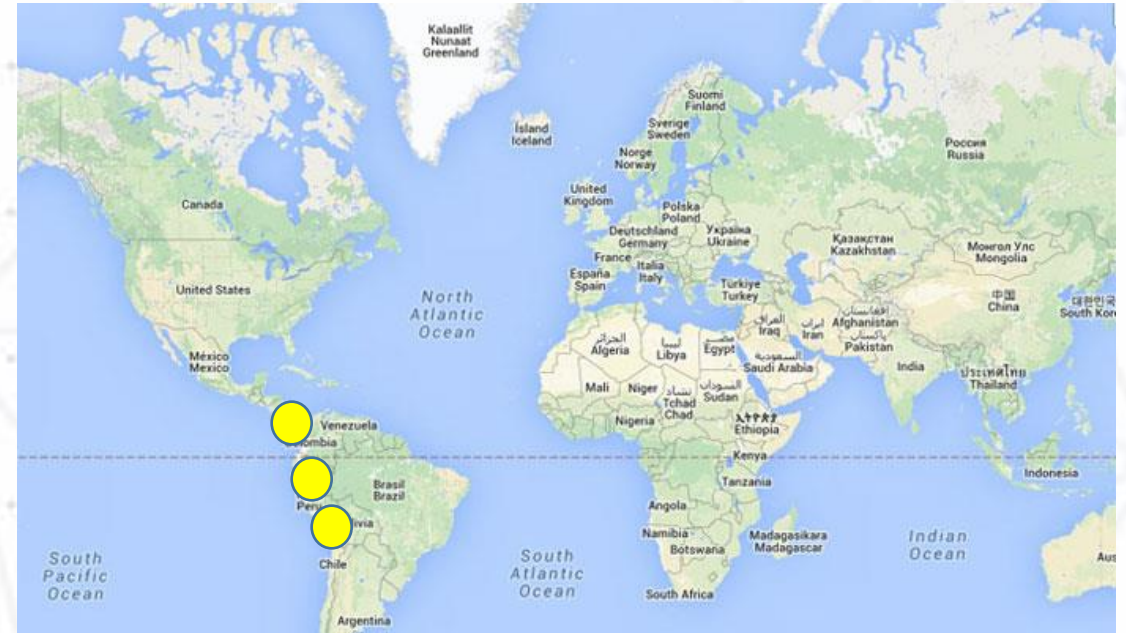 Kalaallit
Nunaat
Greenland
Suomi
Finland
Ísland
Iceland
Sverige
Sweden
Norge
Norway
Россия
Russia
Canada
United
Kingdom
Polska
Poland
Deutschland
Germany
Україна
Ukraine
Қазақстан
Kazakhstan
Монгол Улс
Mongolia
France
Italia
Italy
España
Spain
Türkiye
Turkey
United States
North
Atlantic
Ocean
中国
China
대한민국
South Kore
العراق
Iraq
ایران
Iran
افغانستان
Afghanistan
پاکستان
Pakistan
الجزائر
Algeria
ليبيا
Libya
مصر
Egypt
السعودية
Saudi Arabia
México
Mexico
India
ประเทศไทย
Thailand
Mali
Niger
تشاد
Tchad
Chad
السودان
Sudan
Nigeria
ኢትዮጵያ
Ethiopia
Venezuela
ombia
Kenya
Indonesia
Brasil
Brazil
Tanzania
Peru
livia
Angola
Namibia
Botswana
Madagasikara
Madagascar
Indian
Ocean
South
Pacific
Ocean
Chile
South
Atlantic
Ocean
Aus
South Africa
Argentina